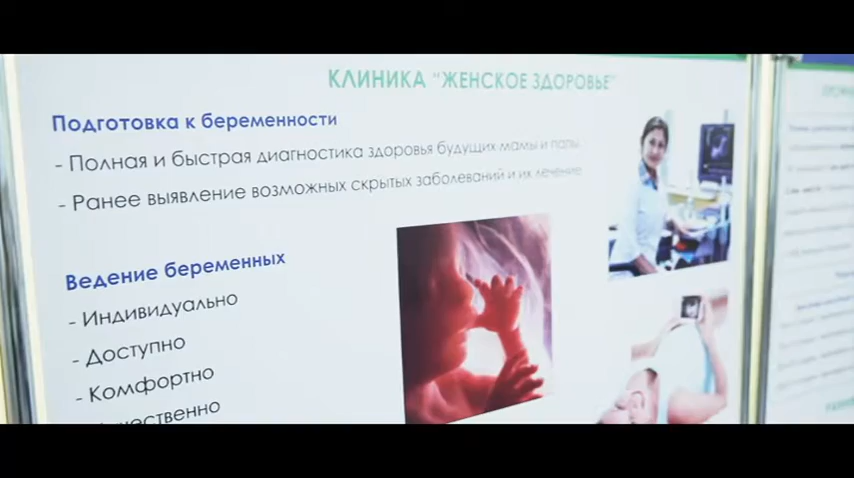 КЛИНИКА "ЖЕНСКОЕ ЗДОРОВЬЕ"
Подготовка к беременности
- Полная и быстрая диагностика здоровья будущих мамы и папы
- Ранее выявление возможных скрытых заболеваний и их лечение
Ведение беременных
- Индивидуально
- Доступно
- Комфортно